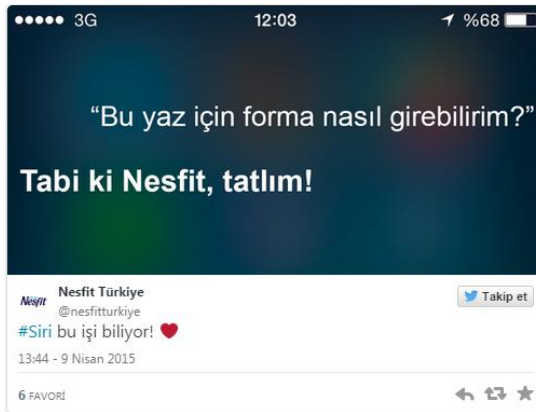 3G 12:03 %68
“Bu yaz için forma nasıl girebilirim?”
Tabi ki Nesfit, tatlım!
Nesfit Nesfit Türkiye Takip et
@nesfitturkiye
#Siri bu işi biliyor!
13:44 - 9 Nisan 2015
6 FAVORİ